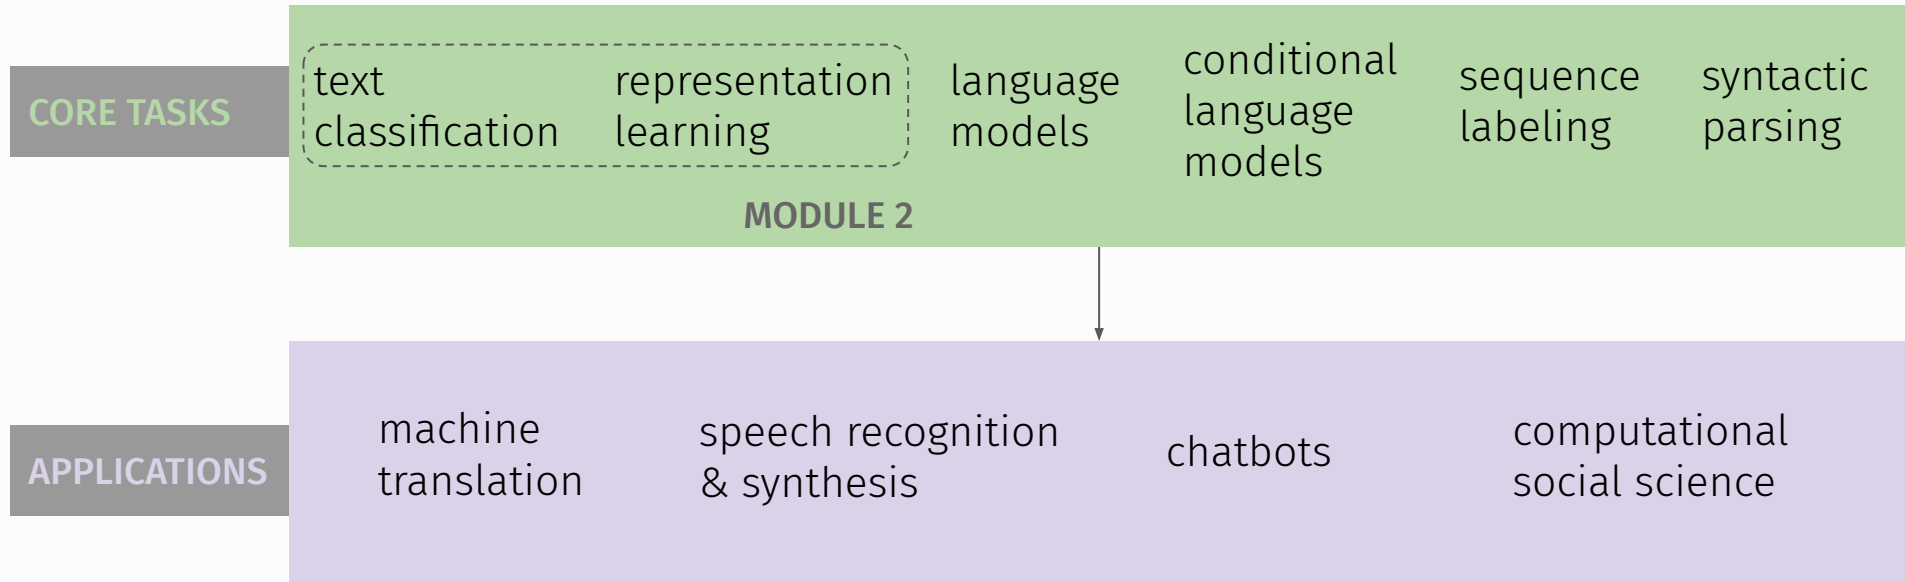 CORE TASKS
text
classification
representation
learning
language
models
conditional
language
models
sequence
labeling
syntactic
parsing
MODULE 2
APPLICATIONS
machine
translation
speech recognition
& synthesis
chatbots
computational
social science